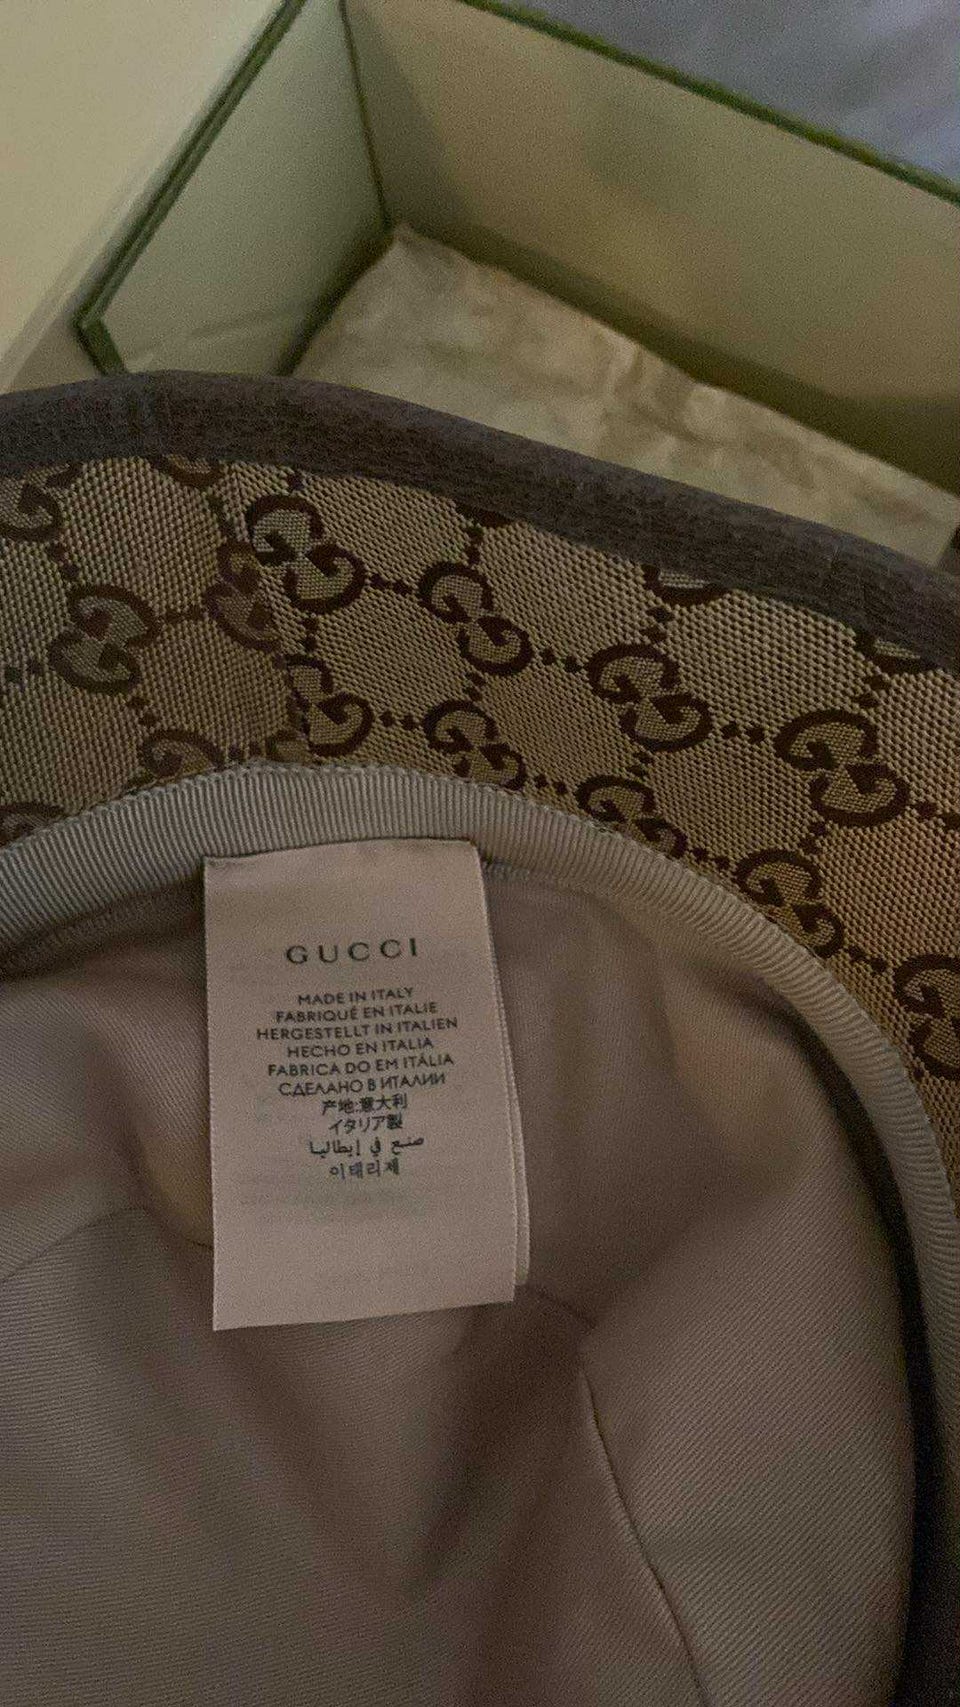 GUCCI
MADE IN ITALY
FABRIQUÉ EN ITALIE
HERGESTELLT IN ITALIEN
HECHO EN ITALIA
FABRICA DO EM ITÁLIA
СДЕЛАНО В ИТАЛИИ
产地:意大利
イタリア製
صنع في إيطاليا
이태리제